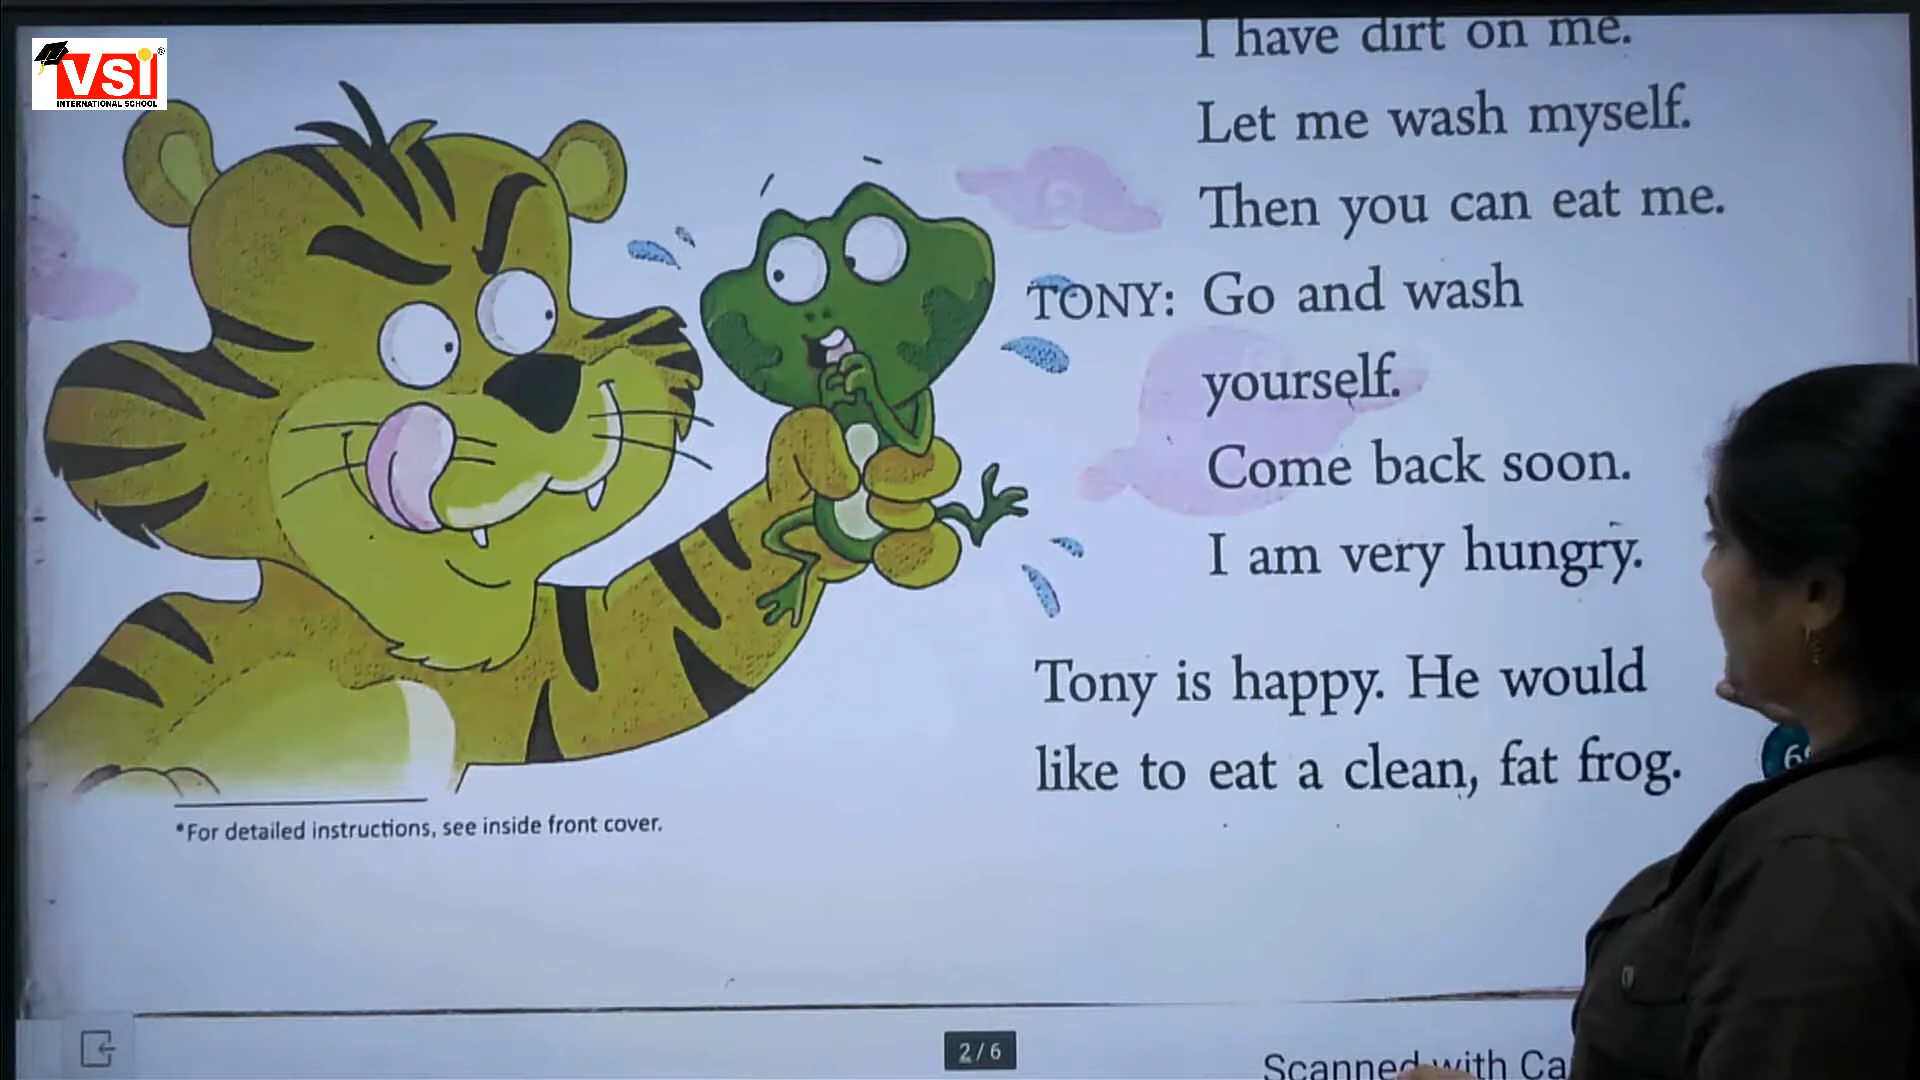 VSI
INTERNATIONAL SCHOOL
I have dirt on me.
Let me wash myself.
Then you can eat me.
TONY: Go and wash
yourself.
Come back soon.
I am very hungry.
Tony is happy. He would
like to eat a clean, fat frog.
*For detailed instructions, see inside front cover.
2 / 6
Scanned with